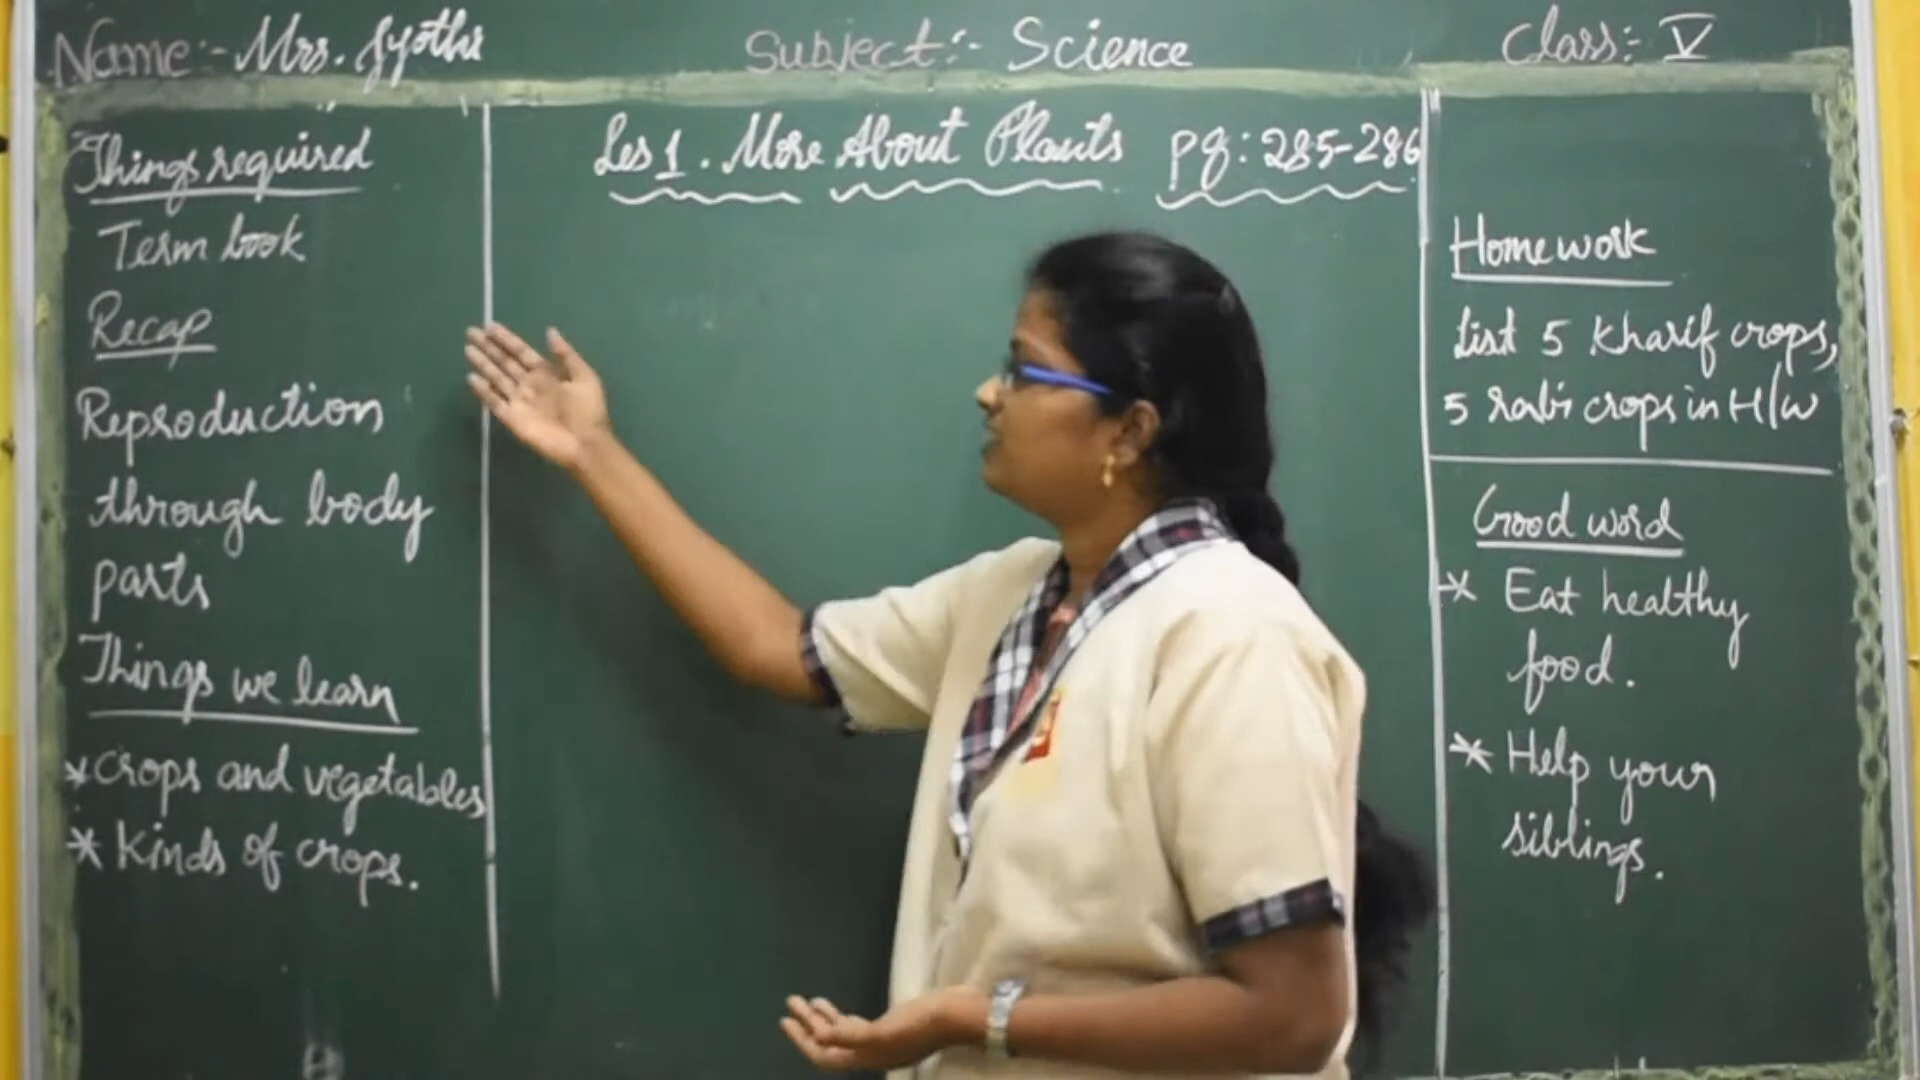 Name:- Mrs. Jyothi
Subject:- Science
Class:- V
Things required
Term book
Recap
Reproduction
through body
parts
Things we learn
*Crops and vegetables
* Kinds of crops.
Les 1. More About Plants pg: 285-286
Homework
List 5 Kharif crops,
5 rabi crops in H/W
Good word
* Eat healthy
food.
* Help your
siblings.